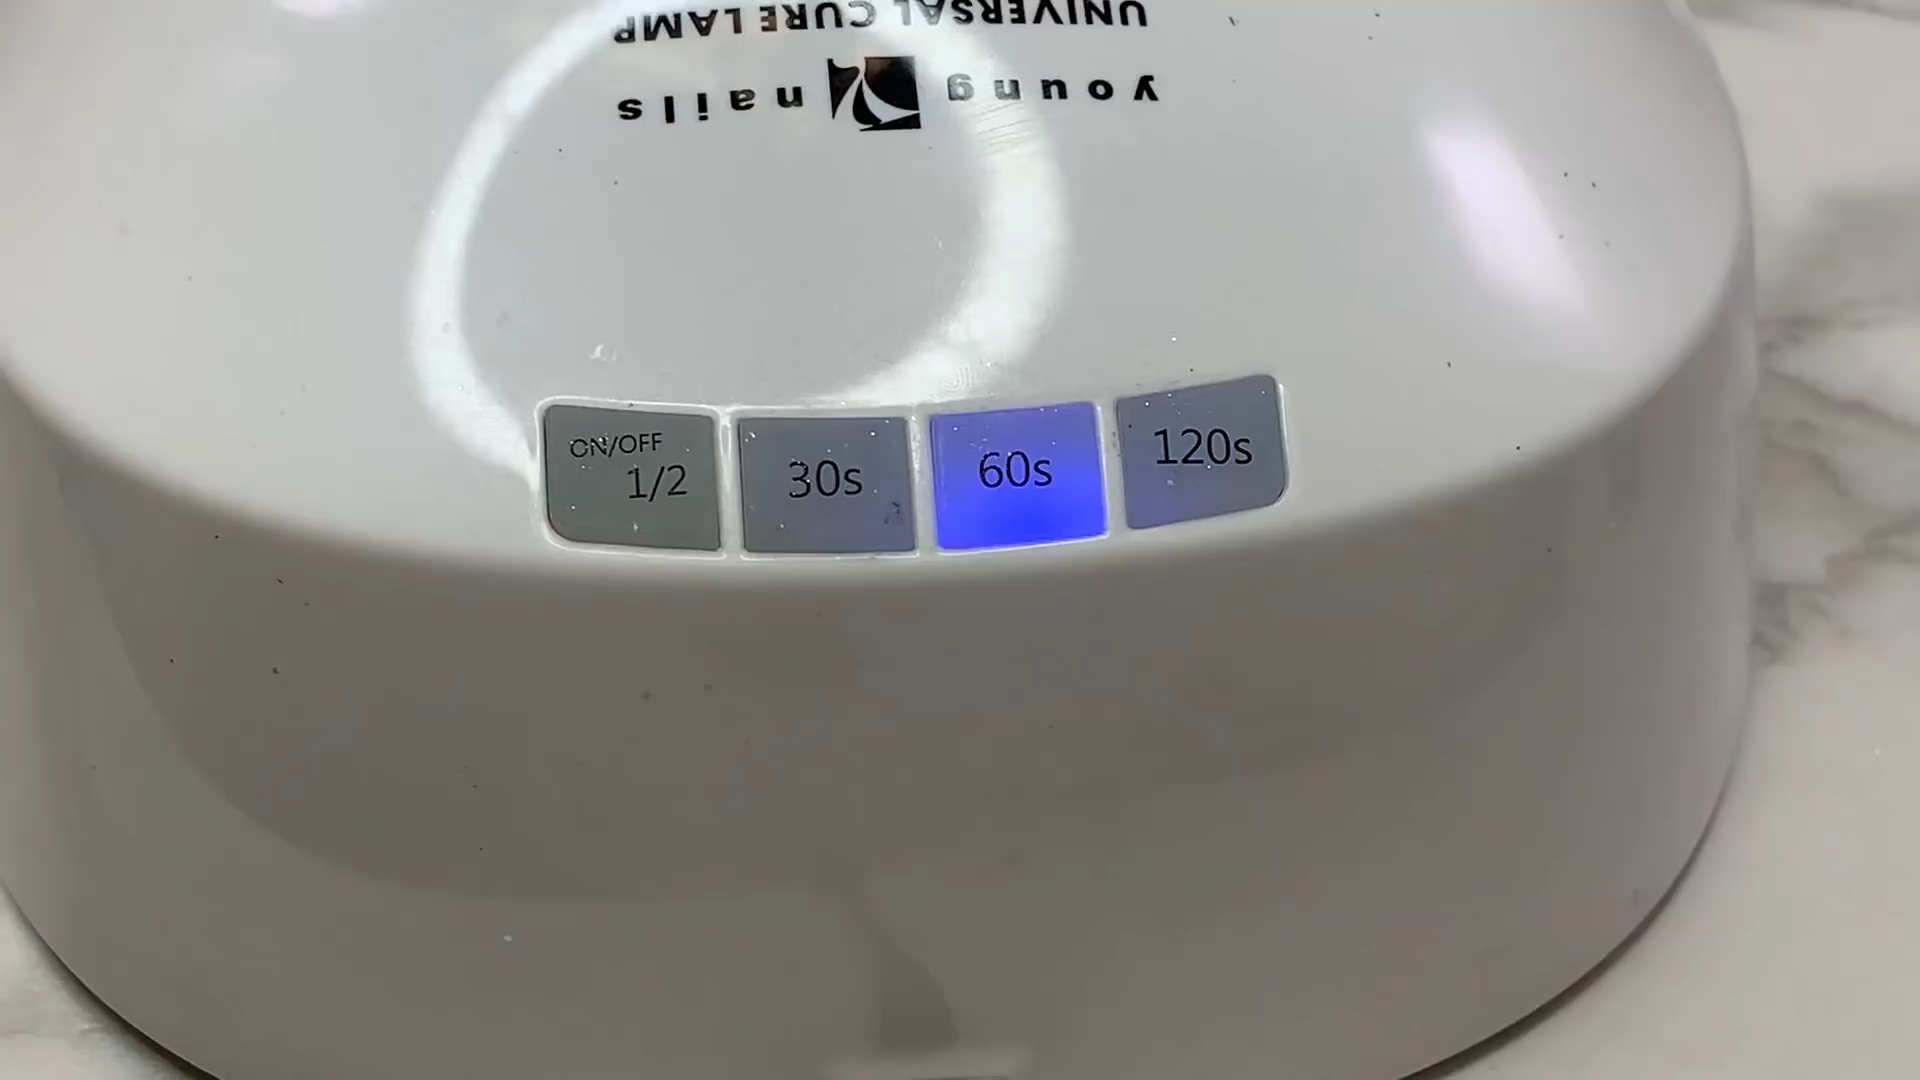 UNIVERSAL CURE LAMP
young nails
ON/OFF
1/2
30s
60s
120s